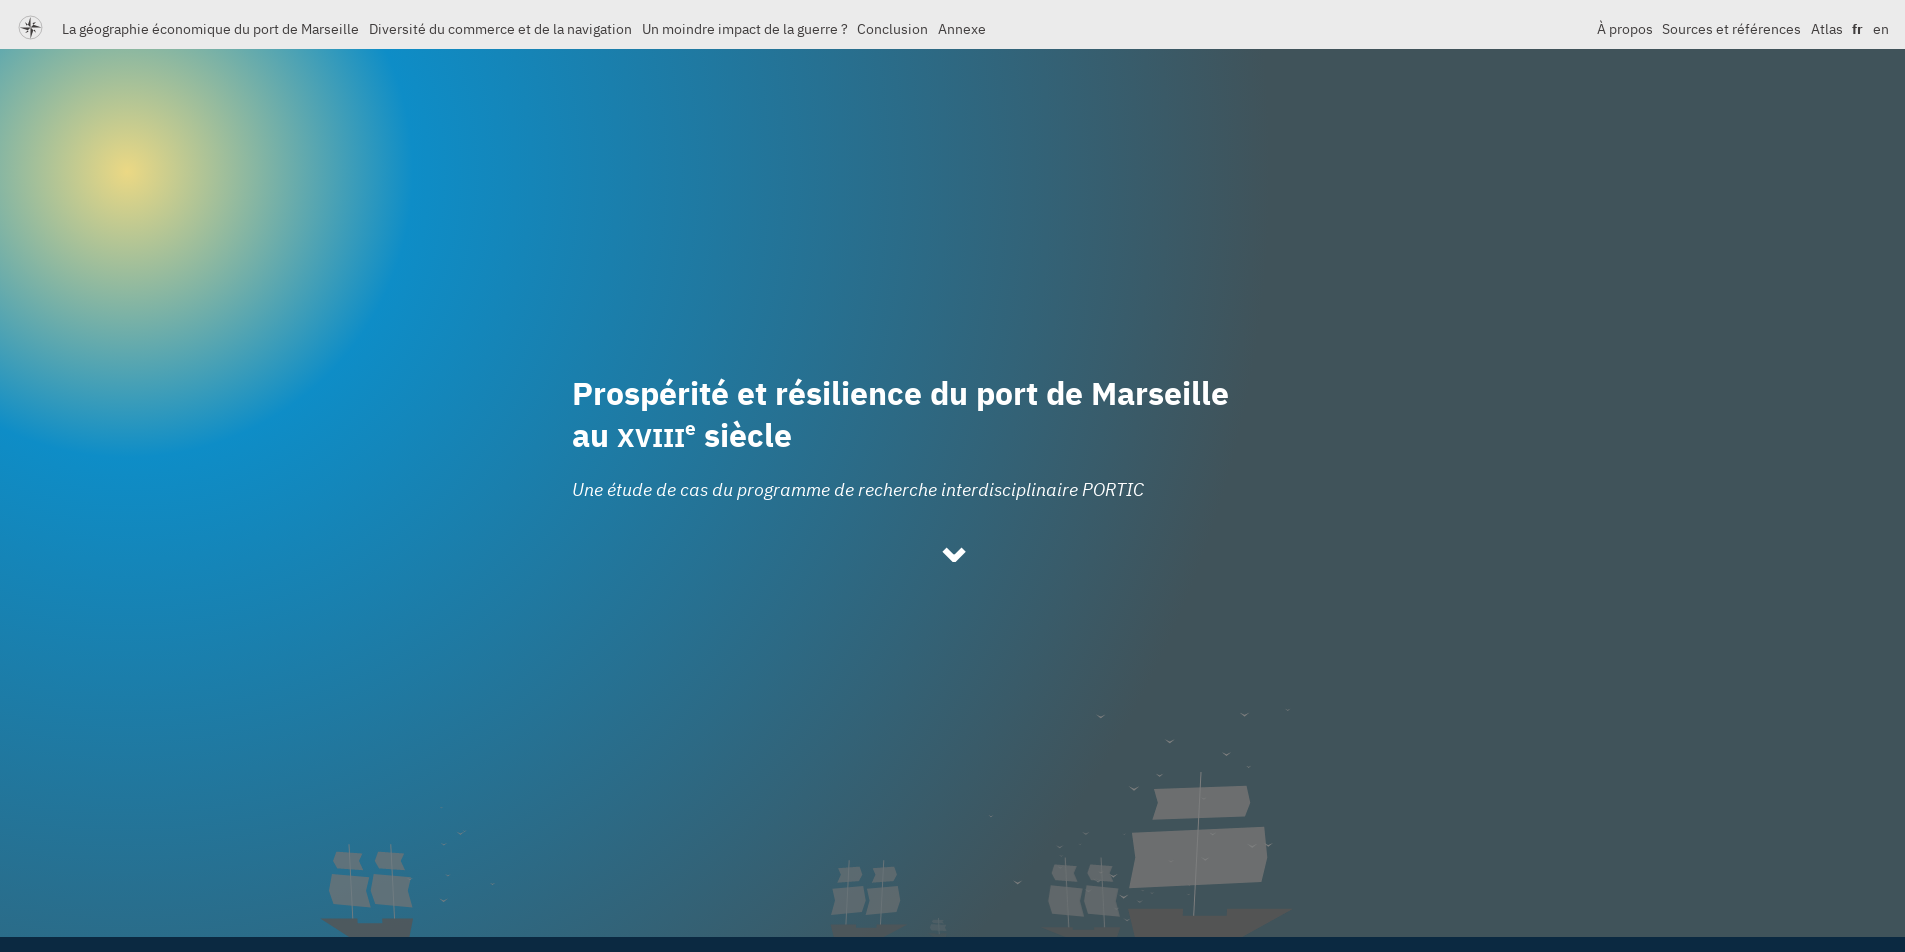 La géographie économique du port de Marseille Diversité du commerce et de la navigation Un moindre impact de la guerre ? Conclusion Annexe À propos Sources et références Atlas fr en
Prospérité et résilience du port de Marseille
au XVIIIe siècle
Une étude de cas du programme de recherche interdisciplinaire PORTIC